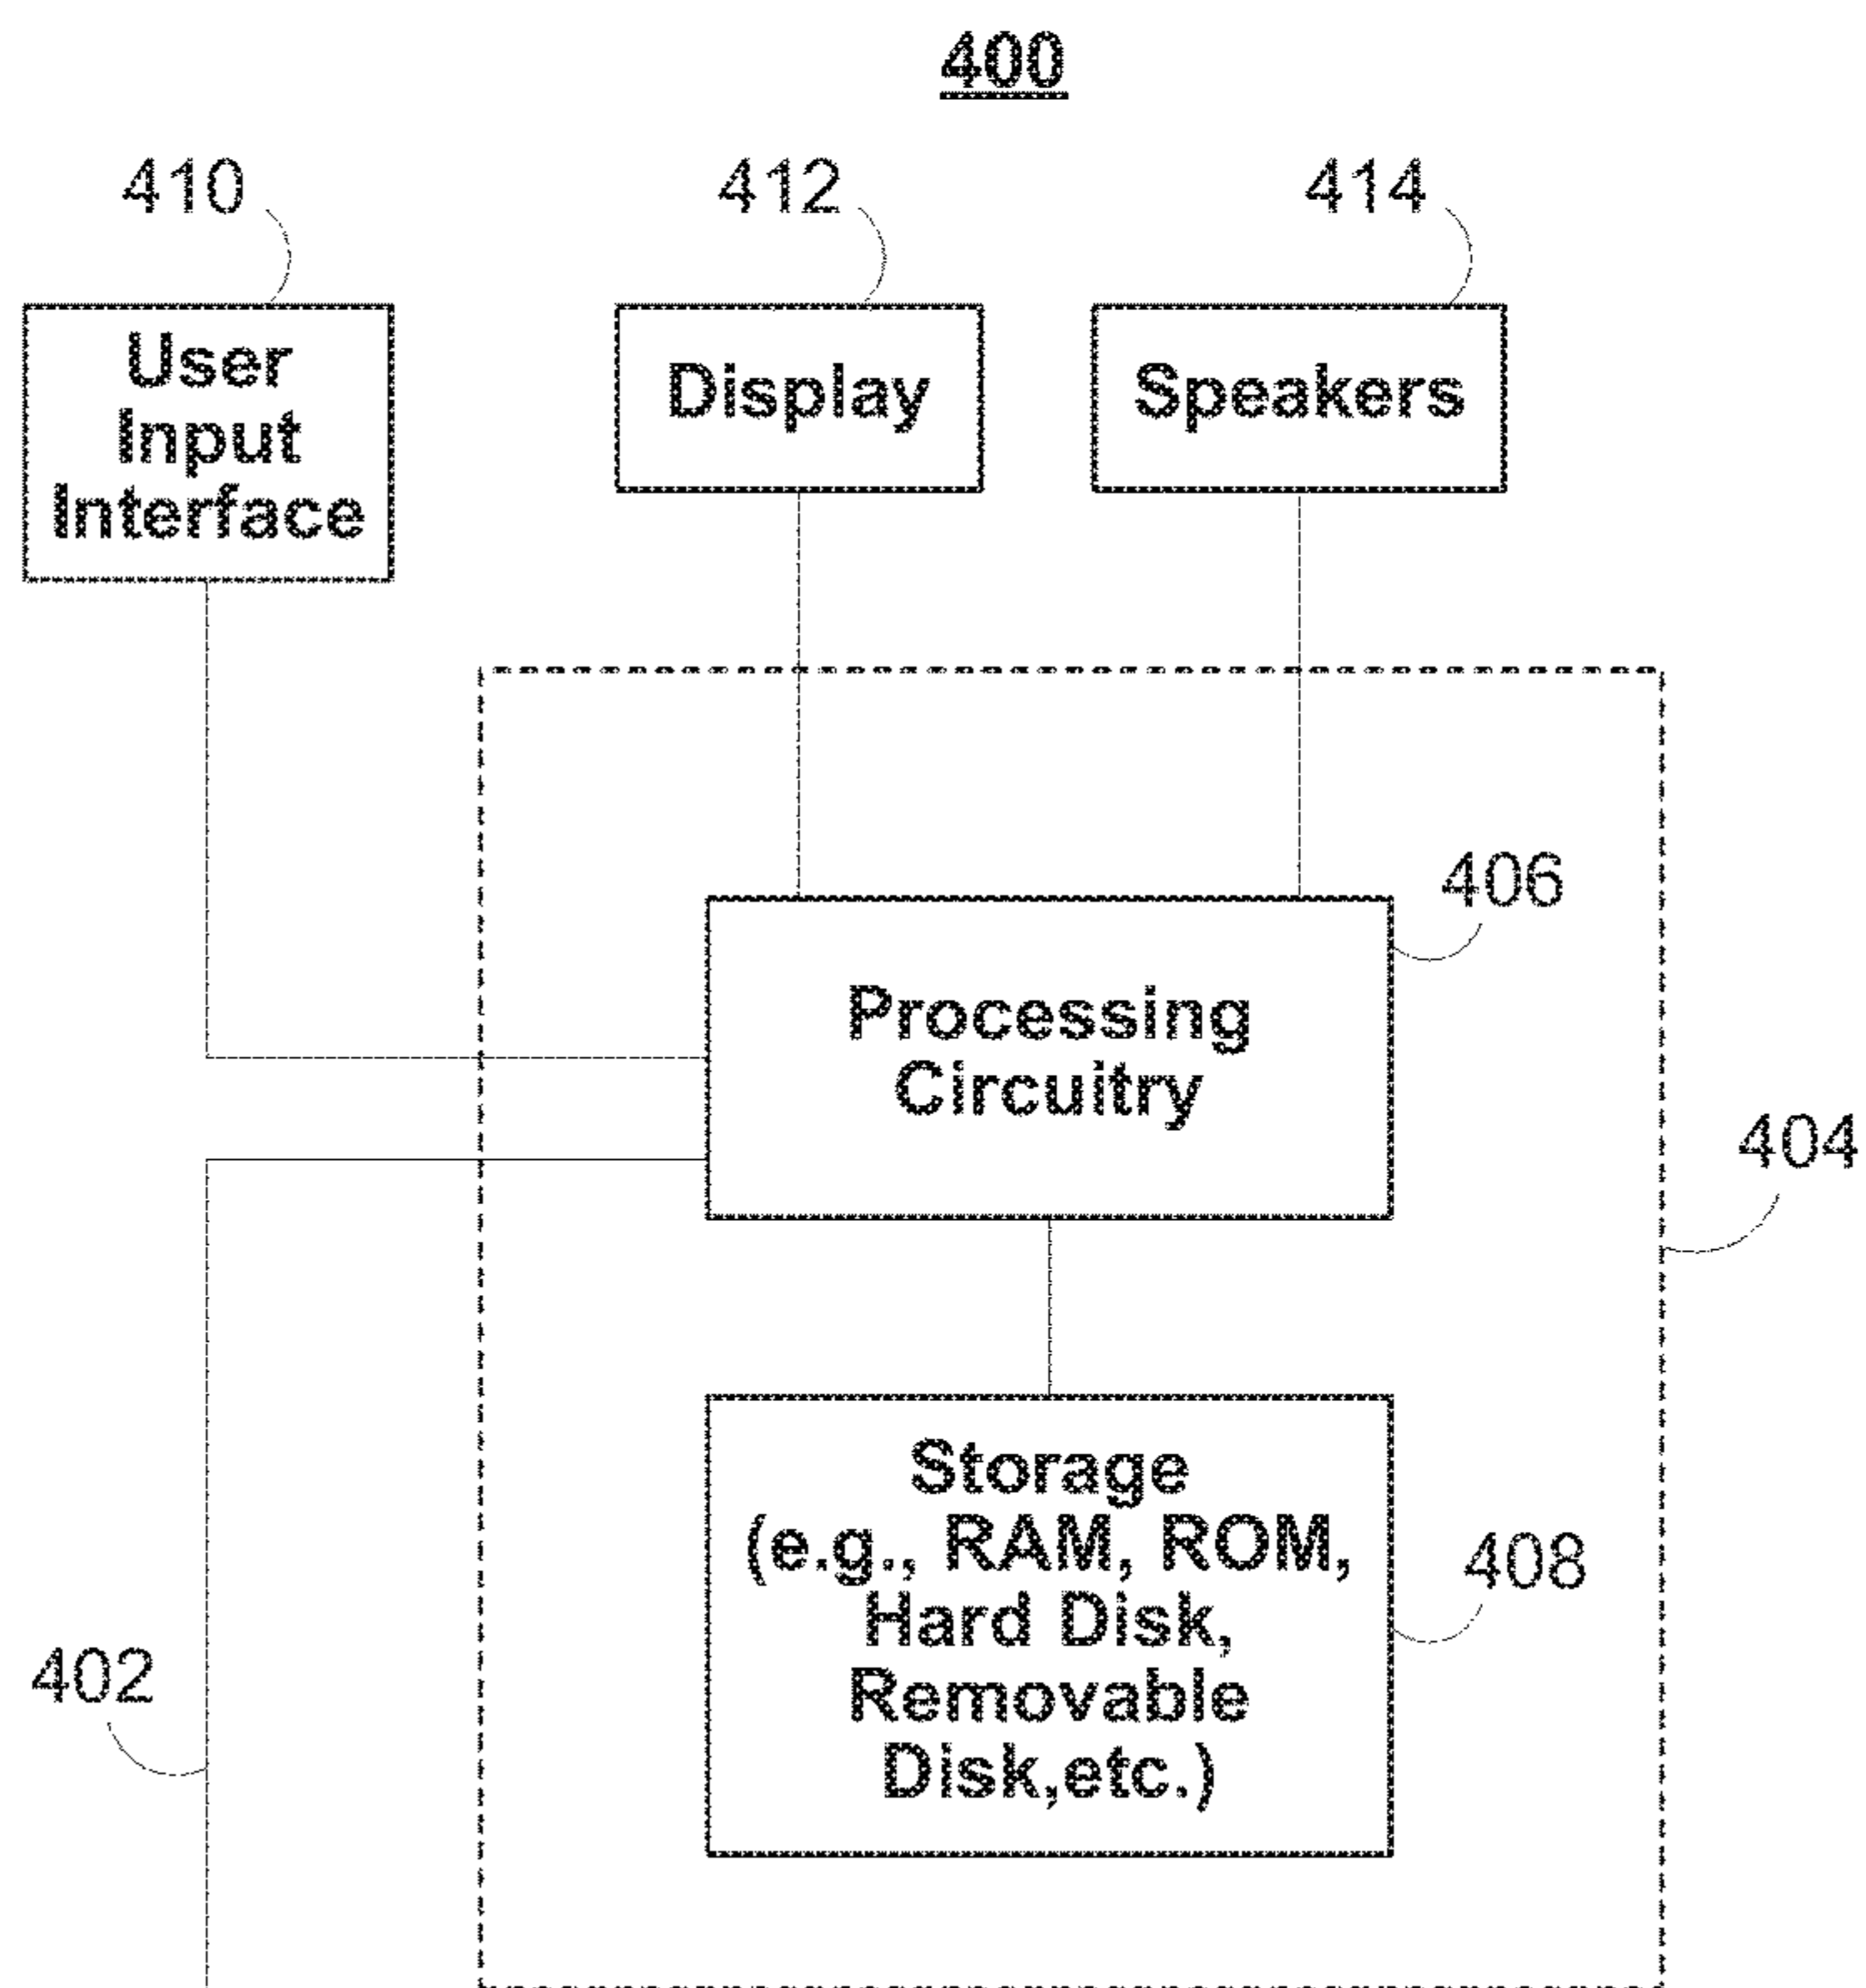 400
410
412
414
User
Input
Interface
Display
Speakers
406
Processing
Circuitry
404
Storage
(e.g., RAM, ROM,
Hard Disk,
Removable
Disk,etc.)
408
402